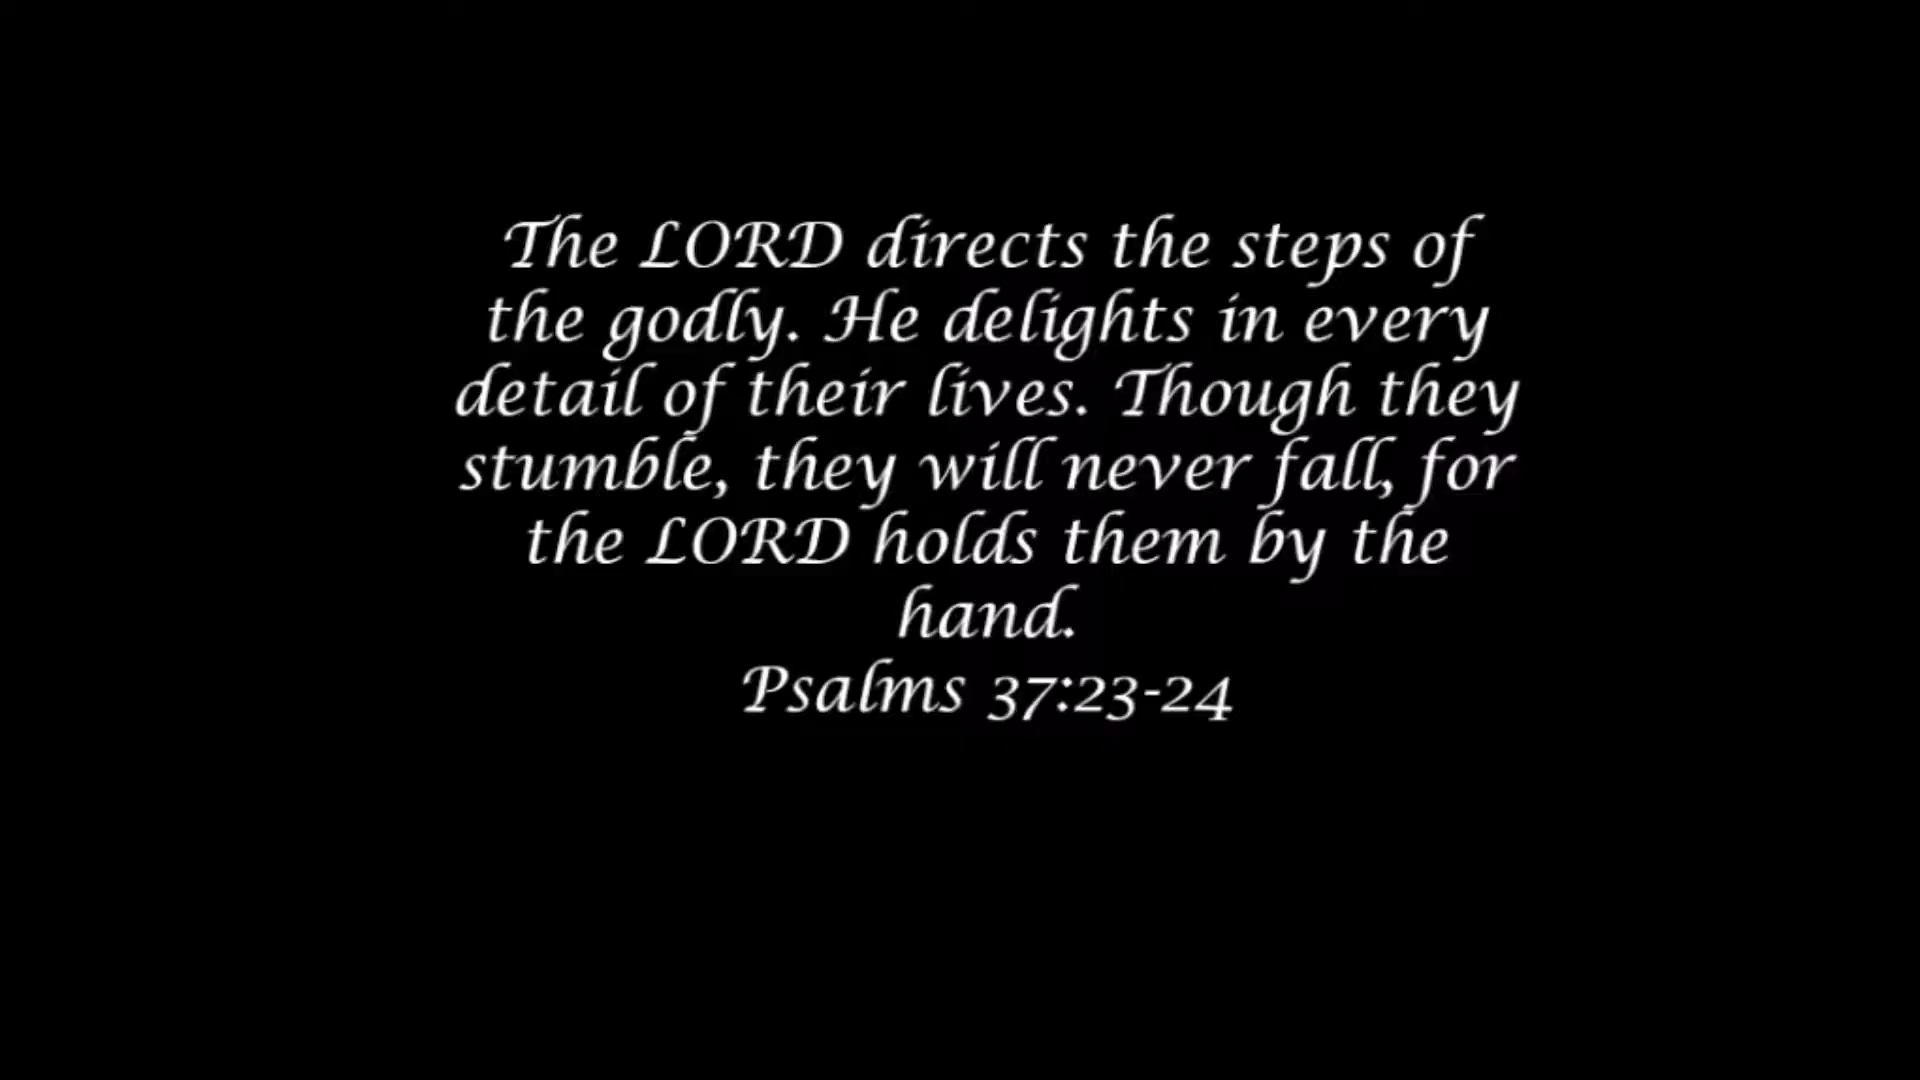 The LORD directs the steps of
the godly. He delights in every
detail of their lives. Though they
stumble, they will never fall, for
the LORD holds them by the
hand.
Psalms 37:23-24